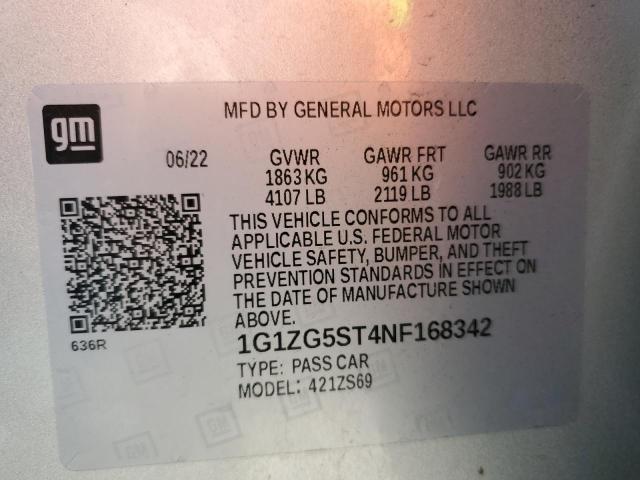 gm
MFD BY GENERAL MOTORS LLC
06/22 GVWR GAWR FRT GAWR RR
1863 KG 961 KG 902 KG
4107 LB 2119 LB 1988 LB
THIS VEHICLE CONFORMS TO ALL
APPLICABLE U.S. FEDERAL MOTOR
VEHICLE SAFETY, BUMPER, AND THEFT
PREVENTION STANDARDS IN EFFECT ON
THE DATE OF MANUFACTURE SHOWN
ABOVE.
636R
1G1ZG5ST4NF168342
TYPE: PASS CAR
MODEL: 421ZS69